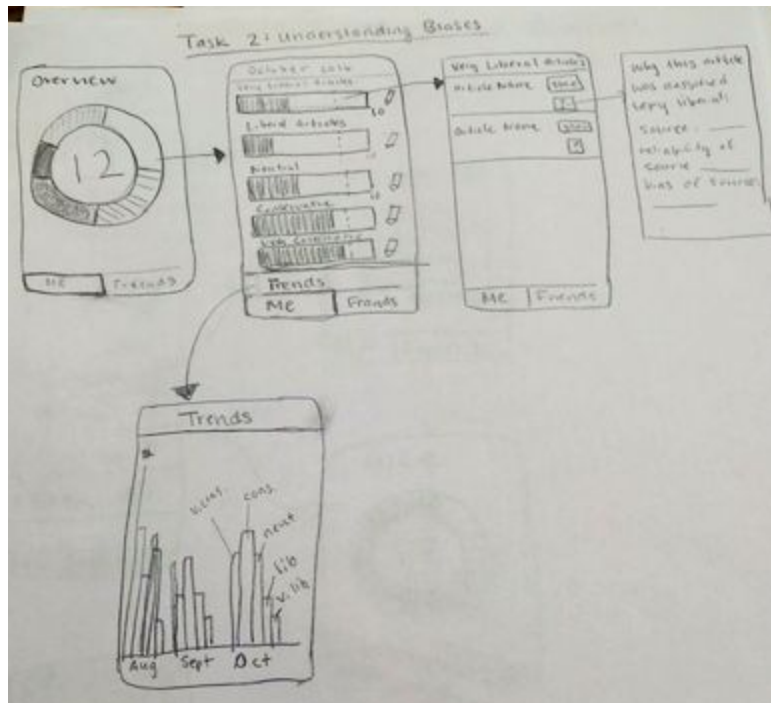 Task 2: Understanding Biases
Overview
12
Me Friends
October 2016
Very Liberal Articles
10
Liberal Articles
10
Neutral
10
Conservative
Very Conservative
Trends
Me Friends
Very Liberal Articles
Article Name
?
Article Name
?
Me Friends
Why this article
was classified
very liberal:
Source:
reliability of
source
bias of source:
Trends
cons.
neut
lib
v. lib
Aug Sept Oct